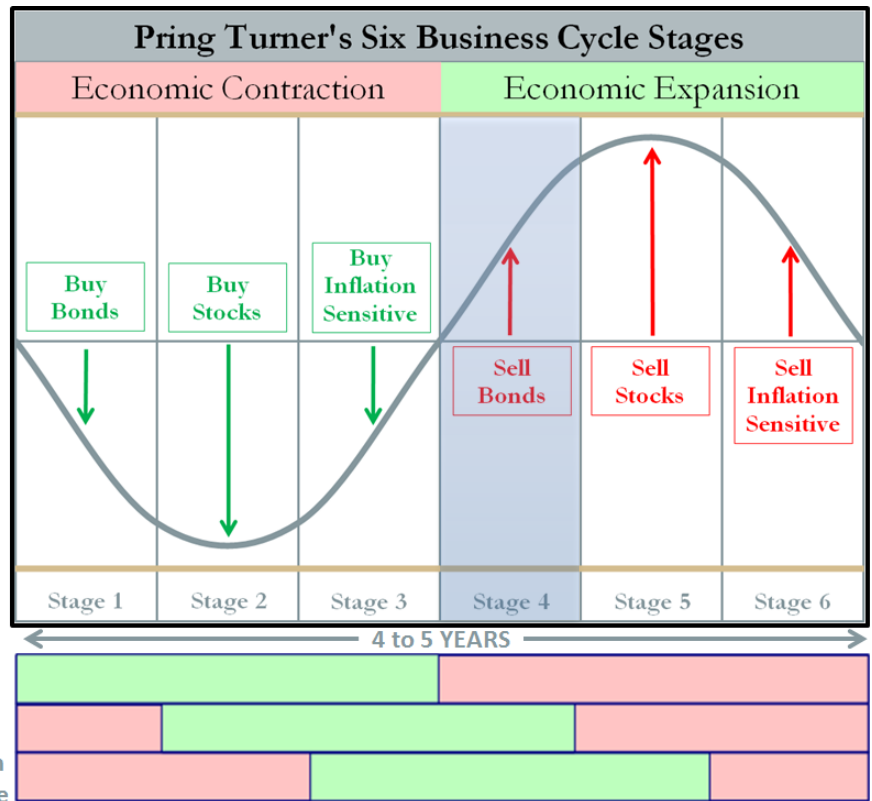 Pring Turner's Six Business Cycle Stages
Economic Contraction
Economic Expansion
Buy
Bonds
Buy
Stocks
Buy
Inflation
Sensitive
Sell
Bonds
Sell
Stocks
Sell
Inflation
Sensitive
Stage 1
Stage 2
Stage 3
Stage 4
Stage 5
Stage 6
4 to 5 YEARS